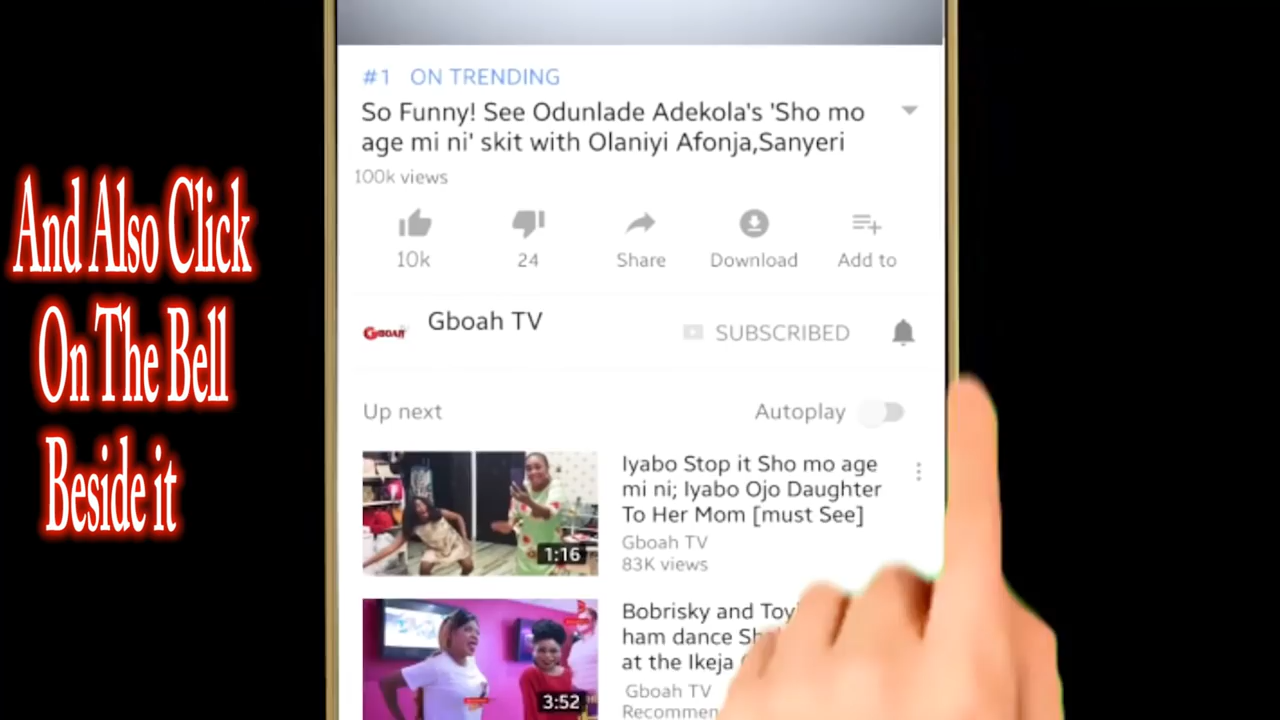 And Also Click
On The Bell
Beside it
#1 ON TRENDING
So Funny! See Odunlade Adekola's 'Sho mo
age mi ni' skit with Olaniyi Afonja,Sanyeri
100k views
10k
24
Share
Download
Add to
GBOAH
Gboah TV
SUBSCRIBED
Up next
Autoplay
Iyabo Stop it Sho mo age
mi ni; Iyabo Ojo Daughter
To Her Mom [must See]
Gboah TV
83K views
1:16
Bobrisky and
ham dance
at the Ikeja
Gboah TV
3:52